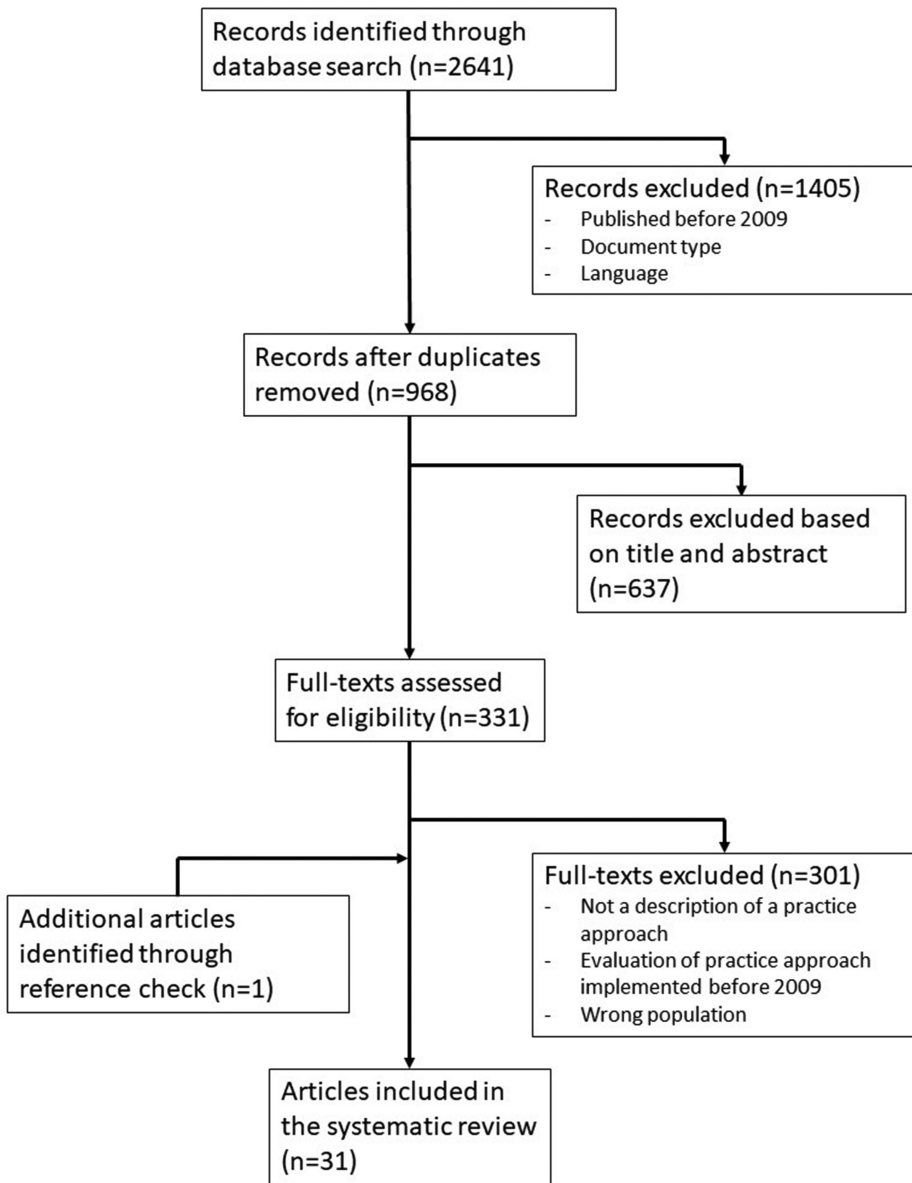 Records identified through
database search (n=2641)
Records excluded (n=1405)
- Published before 2009
- Document type
- Language
Records after duplicates
removed (n=968)
Records excluded based
on title and abstract
(n=637)
Full-texts assessed
for eligibility (n=331)
Full-texts excluded (n=301)
- Not a description of a practice
approach
- Evaluation of practice approach
implemented before 2009
- Wrong population
Additional articles
identified through
reference check (n=1)
Articles included in
the systematic review
(n=31)